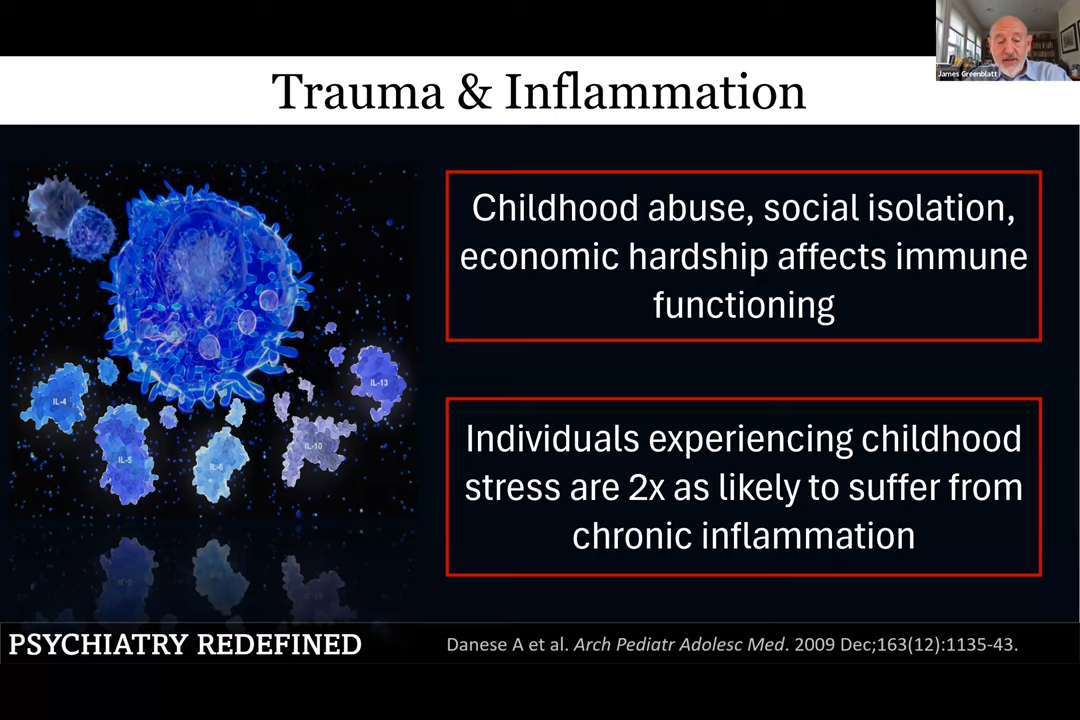 James Greenblatt
Trauma & Inflammation
Childhood abuse, social isolation,
economic hardship affects immune
functioning
IL-4
IL-5
IL-6
IL-10
IL-13
Individuals experiencing childhood
stress are 2x as likely to suffer from
chronic inflammation
PSYCHIATRY REDEFINED
Danese A et al. Arch Pediatr Adolesc Med. 2009 Dec;163(12):1135-43.